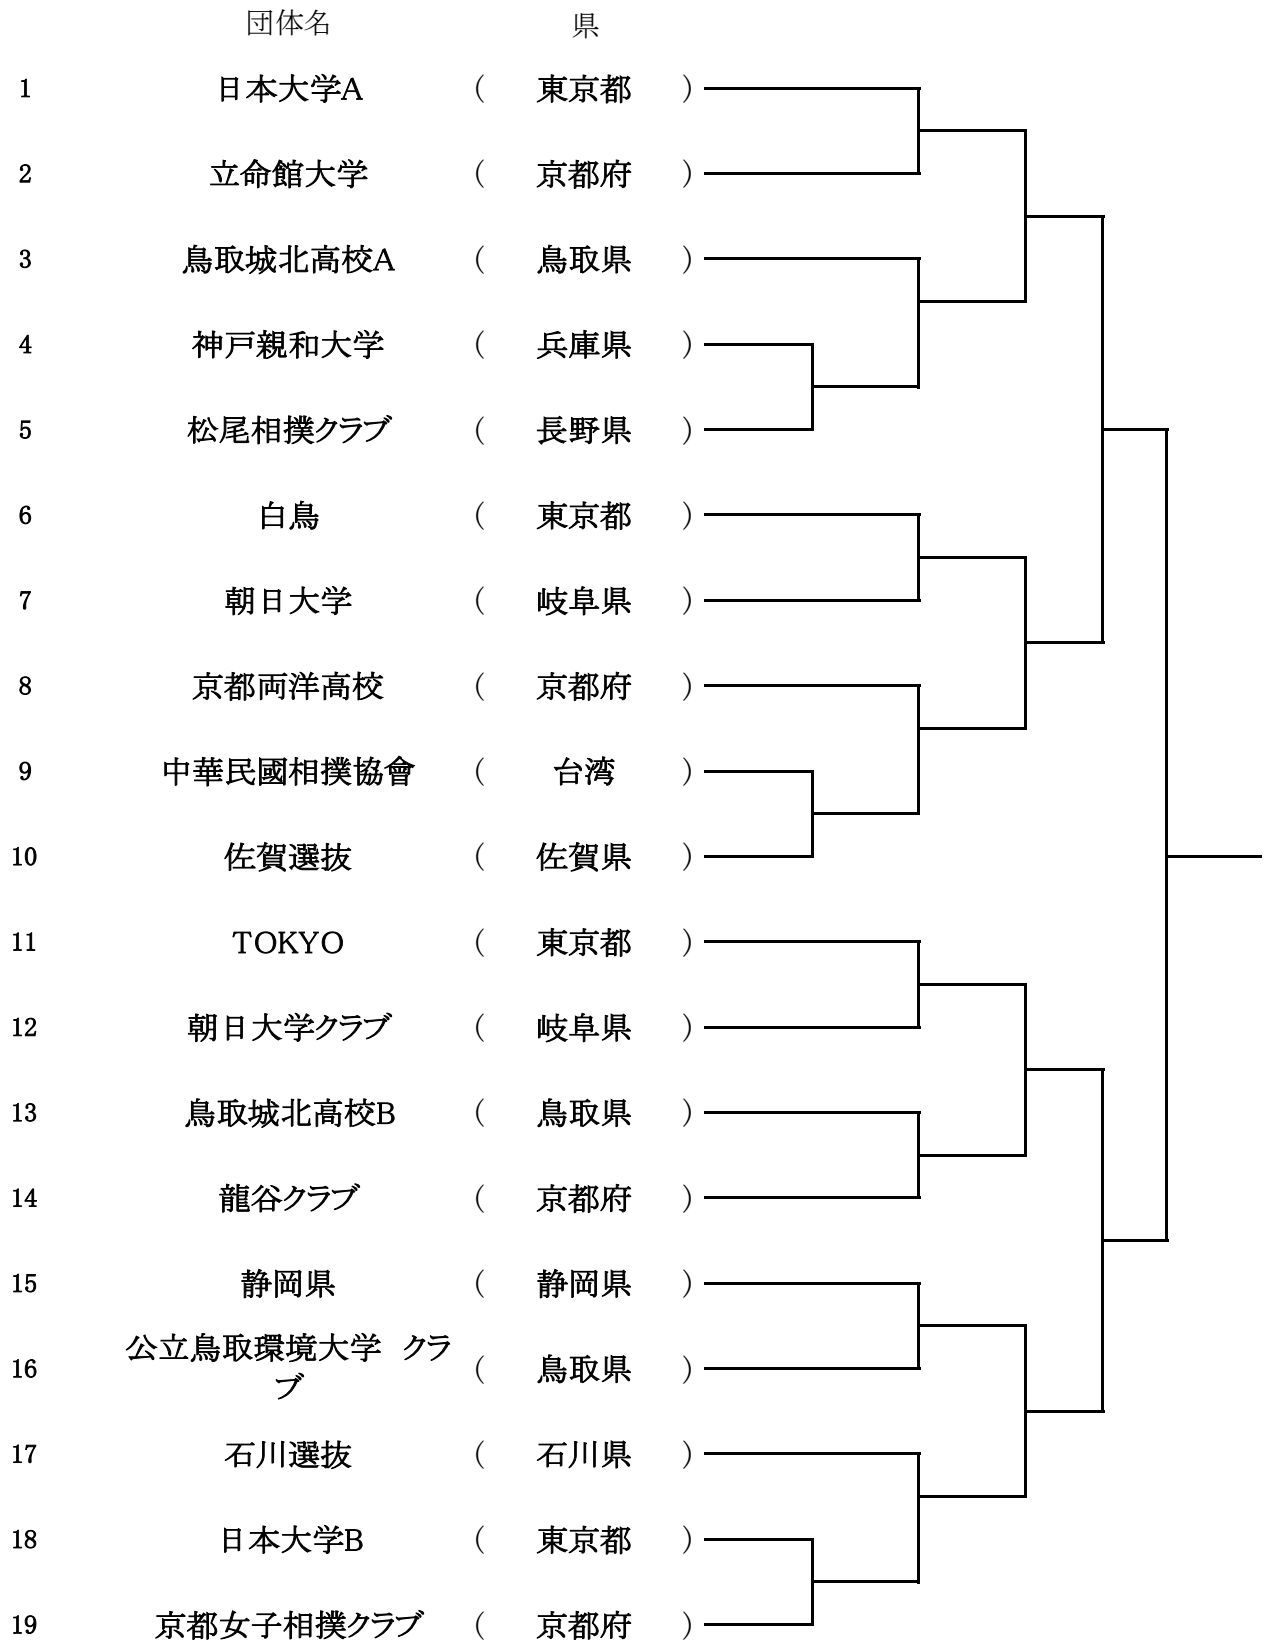 団体名 県
1 日本大学A ( 東京都 )
2 立命館大学 ( 京都府 )
3 鳥取城北高校A ( 鳥取県 )
4 神戸親和大学 ( 兵庫県 )
5 松尾相撲クラブ ( 長野県 )
6 白鳥 ( 東京都 )
7 朝日大学 ( 岐阜県 )
8 京都両洋高校 ( 京都府 )
9 中華民國相撲協會 ( 台湾 )
10 佐賀選抜 ( 佐賀県 )
11 TOKYO ( 東京都 )
12 朝日大学クラブ ( 岐阜県 )
13 鳥取城北高校B ( 鳥取県 )
14 龍谷クラブ ( 京都府 )
15 静岡県 ( 静岡県 )
公立鳥取環境大学　クラ
16 ブ ( 鳥取県 )
17 石川選抜 ( 石川県 )
18 日本大学B ( 東京都 )
19 京都女子相撲クラブ ( 京都府 )